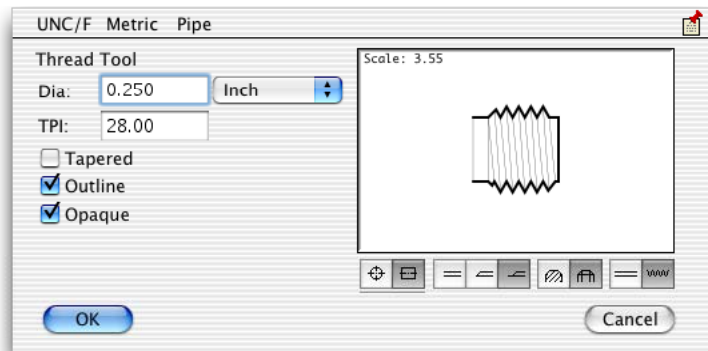 UNC/F Metric Pipe
Thread Tool
Dia: 0.250 Inch
TPI: 28.00
Tapered
Outline
Opaque
Scale: 3.55
OK
Cancel